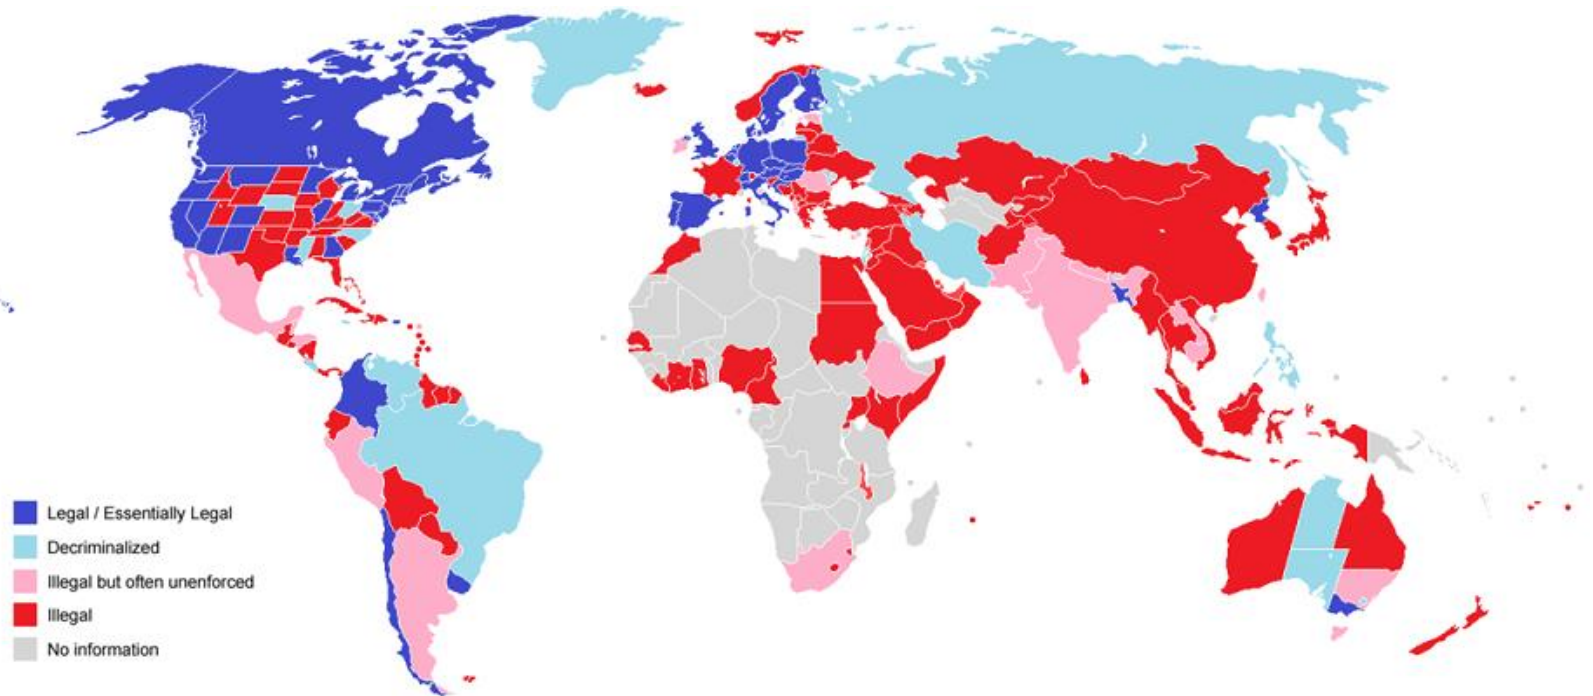 Legal / Essentially Legal
Decriminalized
Illegal but often unenforced
Illegal
No information